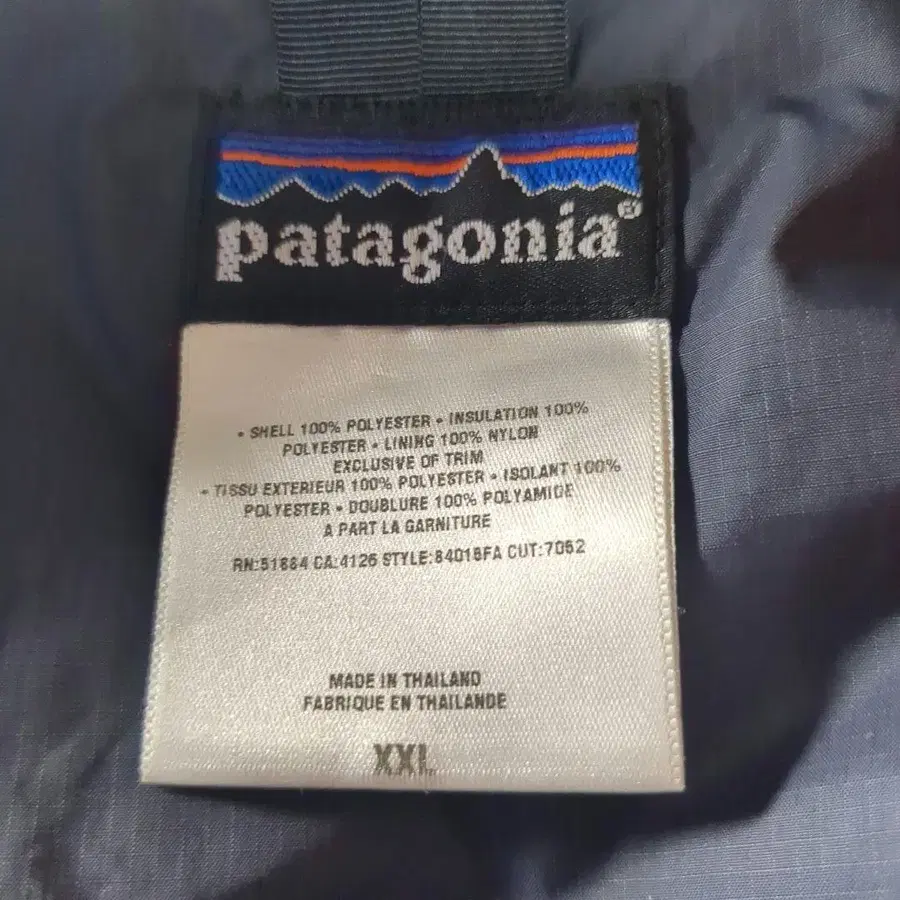 patagonia®
• SHELL 100% POLYESTER • INSULATION 100%
POLYESTER • LINING 100% NYLON
EXCLUSIVE OF TRIM
• TISSU EXTERIEUR 100% POLYESTER • ISOLANT 100%
POLYESTER • DOUBLURE 100% POLYAMIDE
A PART LA GARNITURE
RN:51884 CA:4126 STYLE:84015FA CUT:7052
MADE IN THAILAND
FABRIQUE EN THAILANDE
XXL